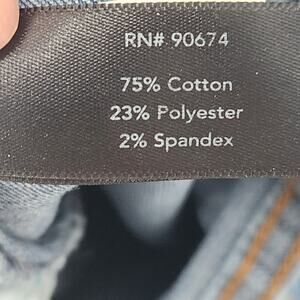 RN# 90674
75% Cotton
23% Polyester
2% Spandex